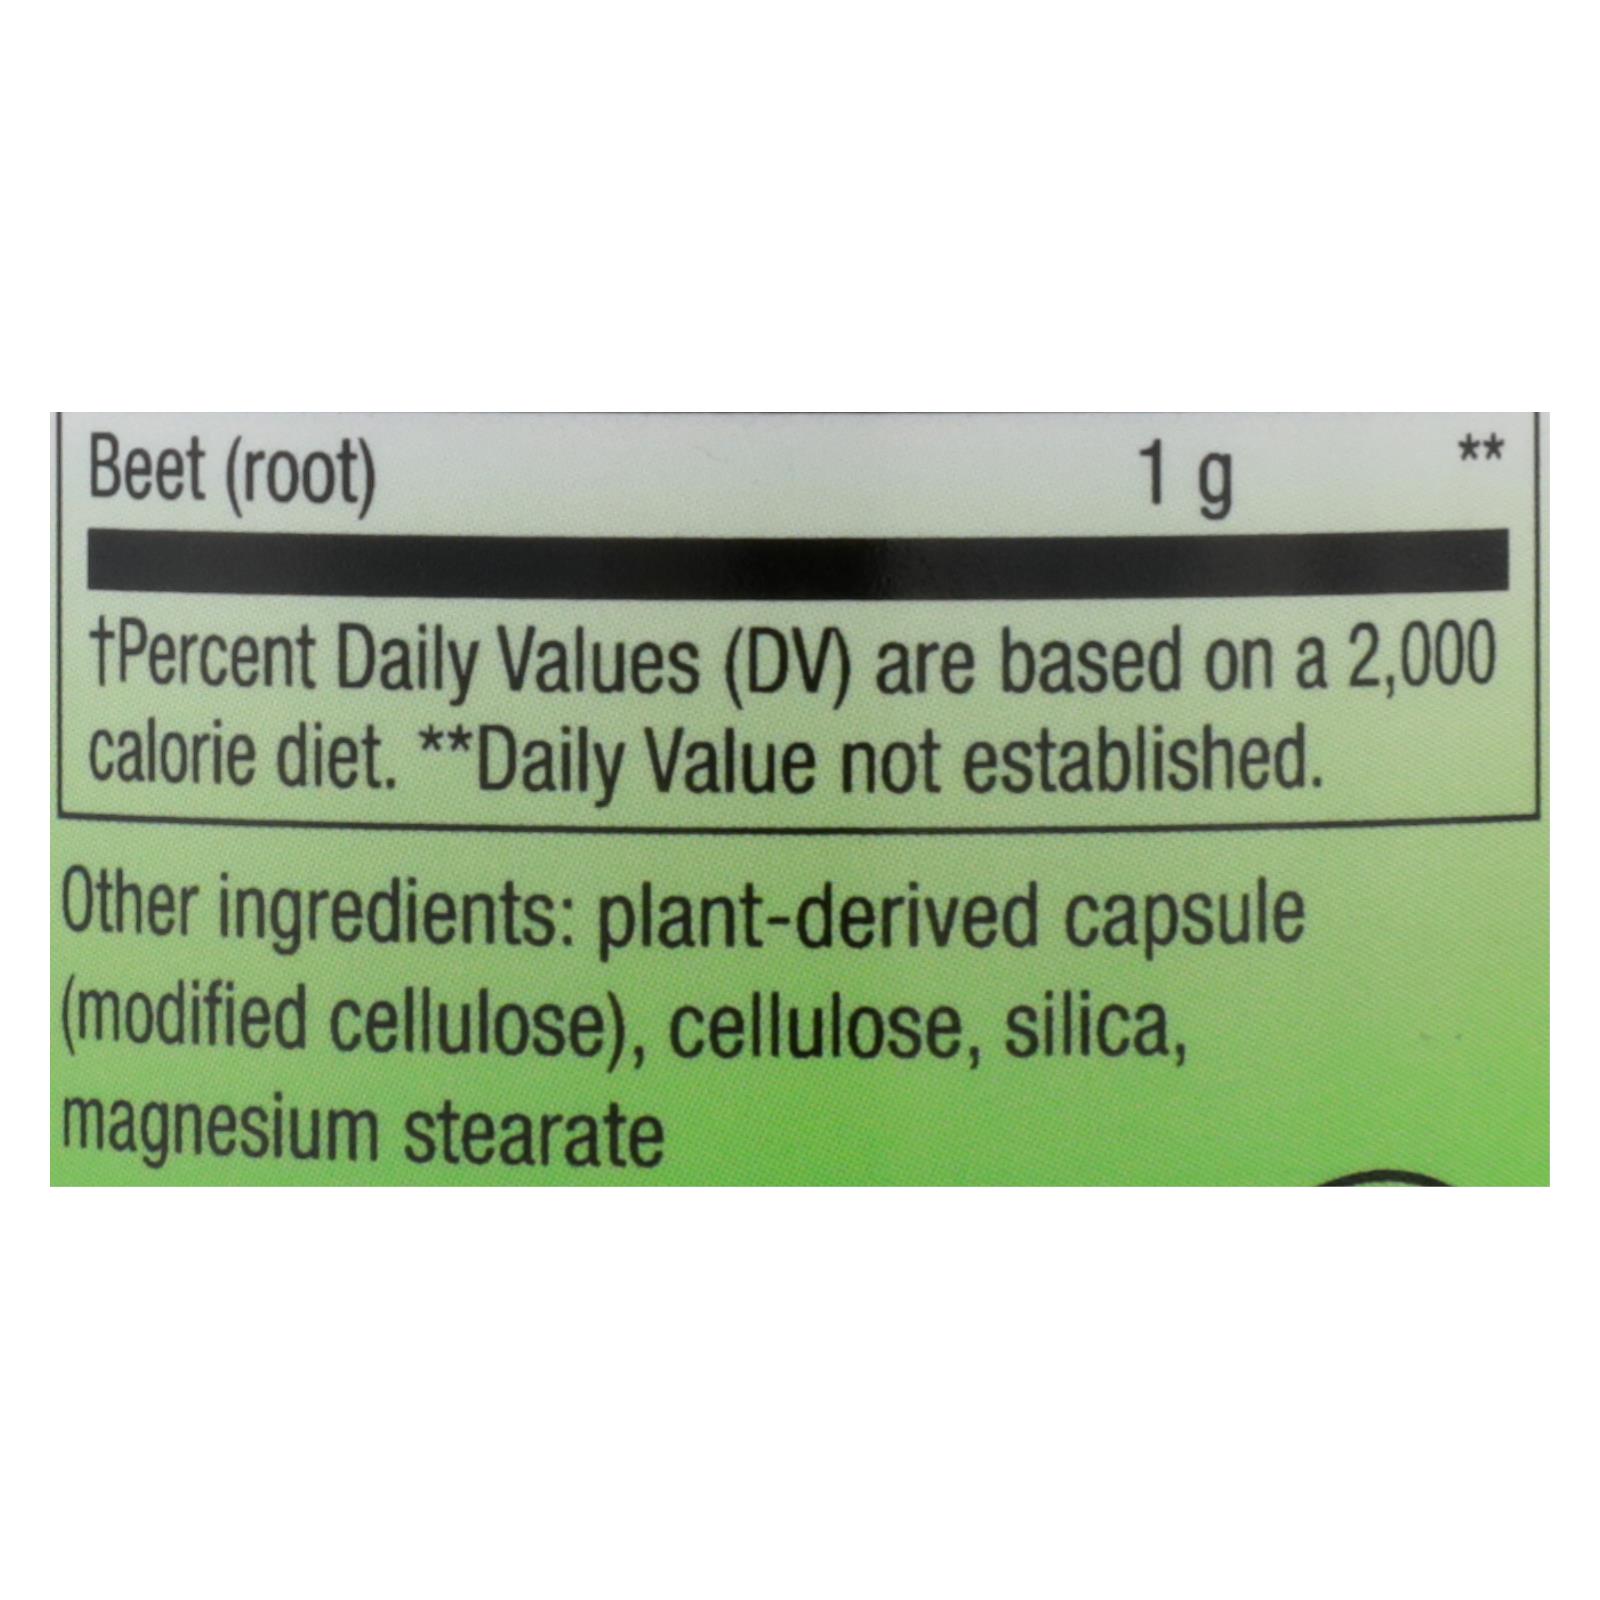 Beet (root) 1 g **
†Percent Daily Values (DV) are based on a 2,000
calorie diet. **Daily Value not established.
Other ingredients: plant-derived capsule
(modified cellulose), cellulose, silica,
magnesium stearate